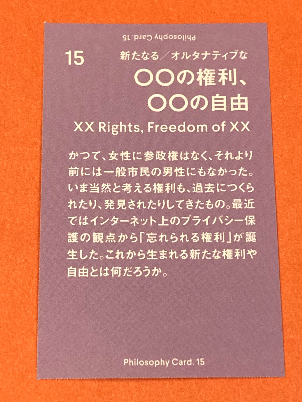 Philosophy Card. 15
15
新たなる／オルタナティブな
〇〇の権利、
〇〇の自由
XX Rights, Freedom of XX
かつて、女性に参政権はなく、それより
前には一般市民の男性にもなかった。
いま当然と考える権利も、過去につくら
れたり、発見されたりしてきたもの。最近
ではインターネット上のプライバシー保
護の観点から「忘れられる権利」が誕
生した。これから生まれる新たな権利や
自由とは何だろうか。
Philosophy Card. 15